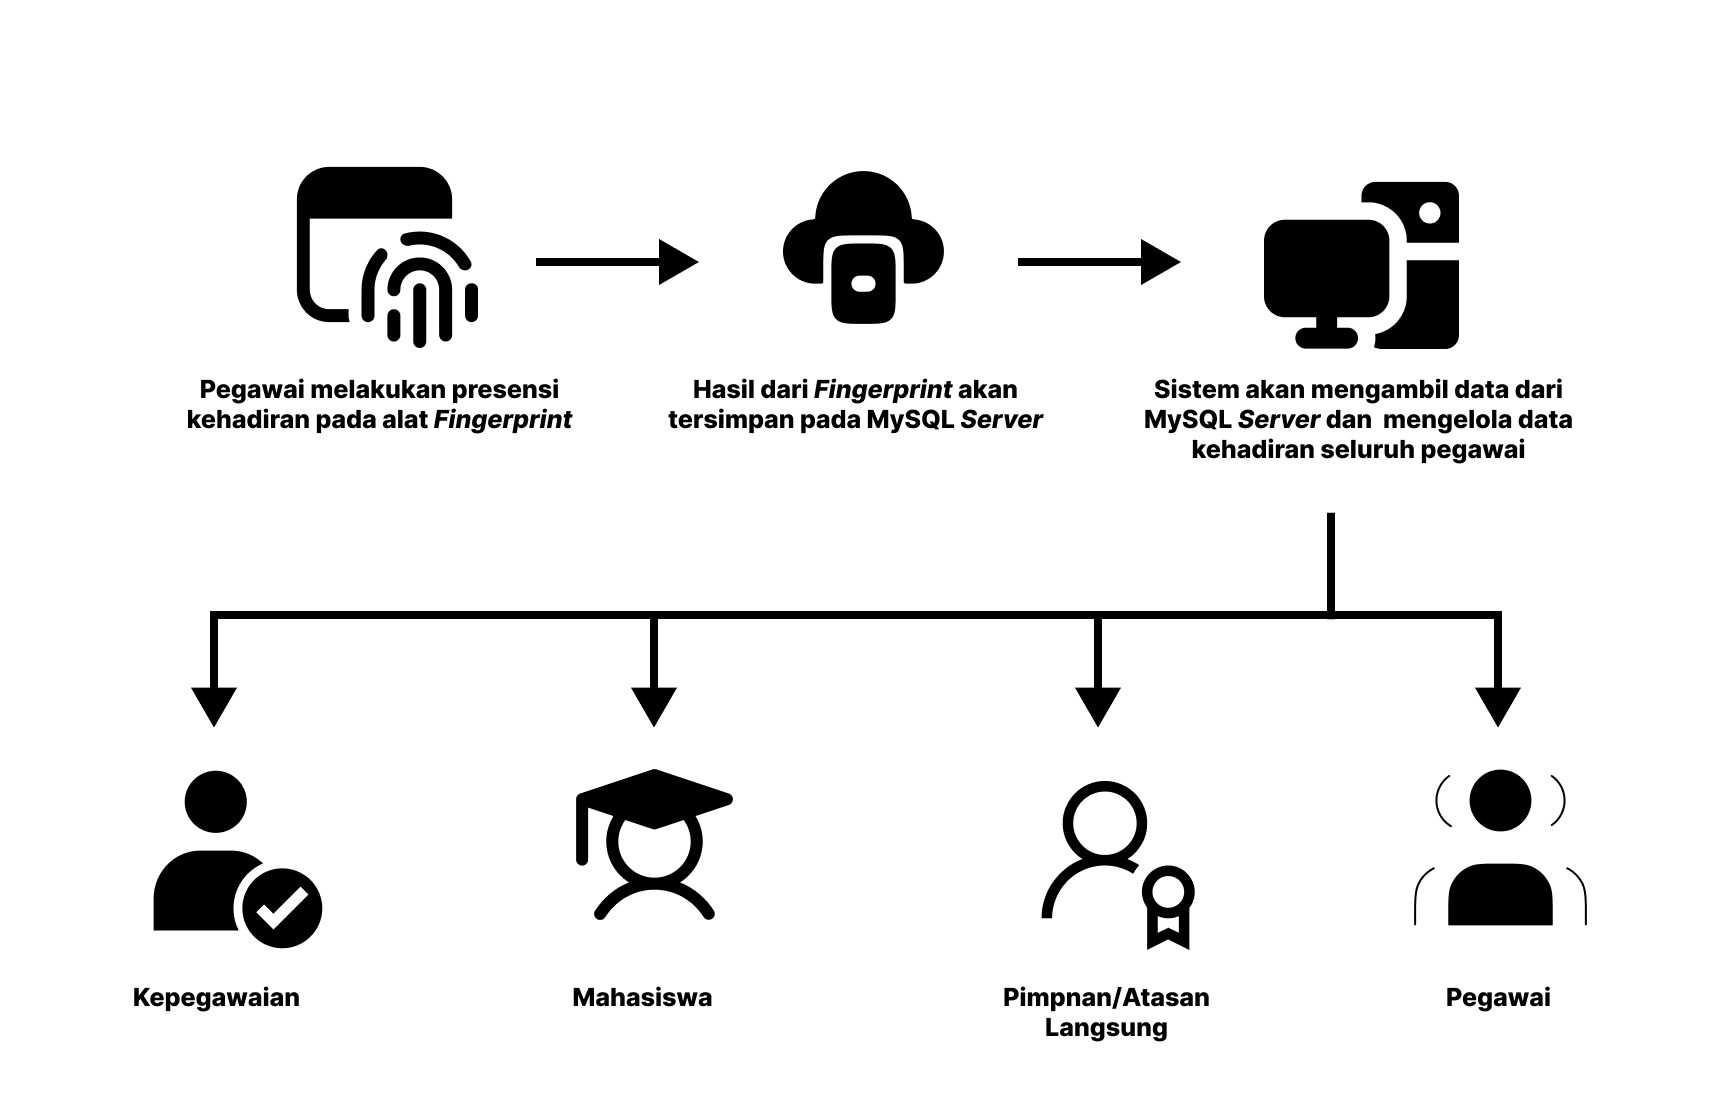 Pegawai melakukan presensi
kehadiran pada alat Fingerprint
Hasil dari Fingerprint akan
tersimpan pada MySQL Server
Sistem akan mengambil data dari
MySQL Server dan  mengelola data
kehadiran seluruh pegawai
Kepegawaian
Mahasiswa
Pimpnan/Atasan
Langsung
Pegawai